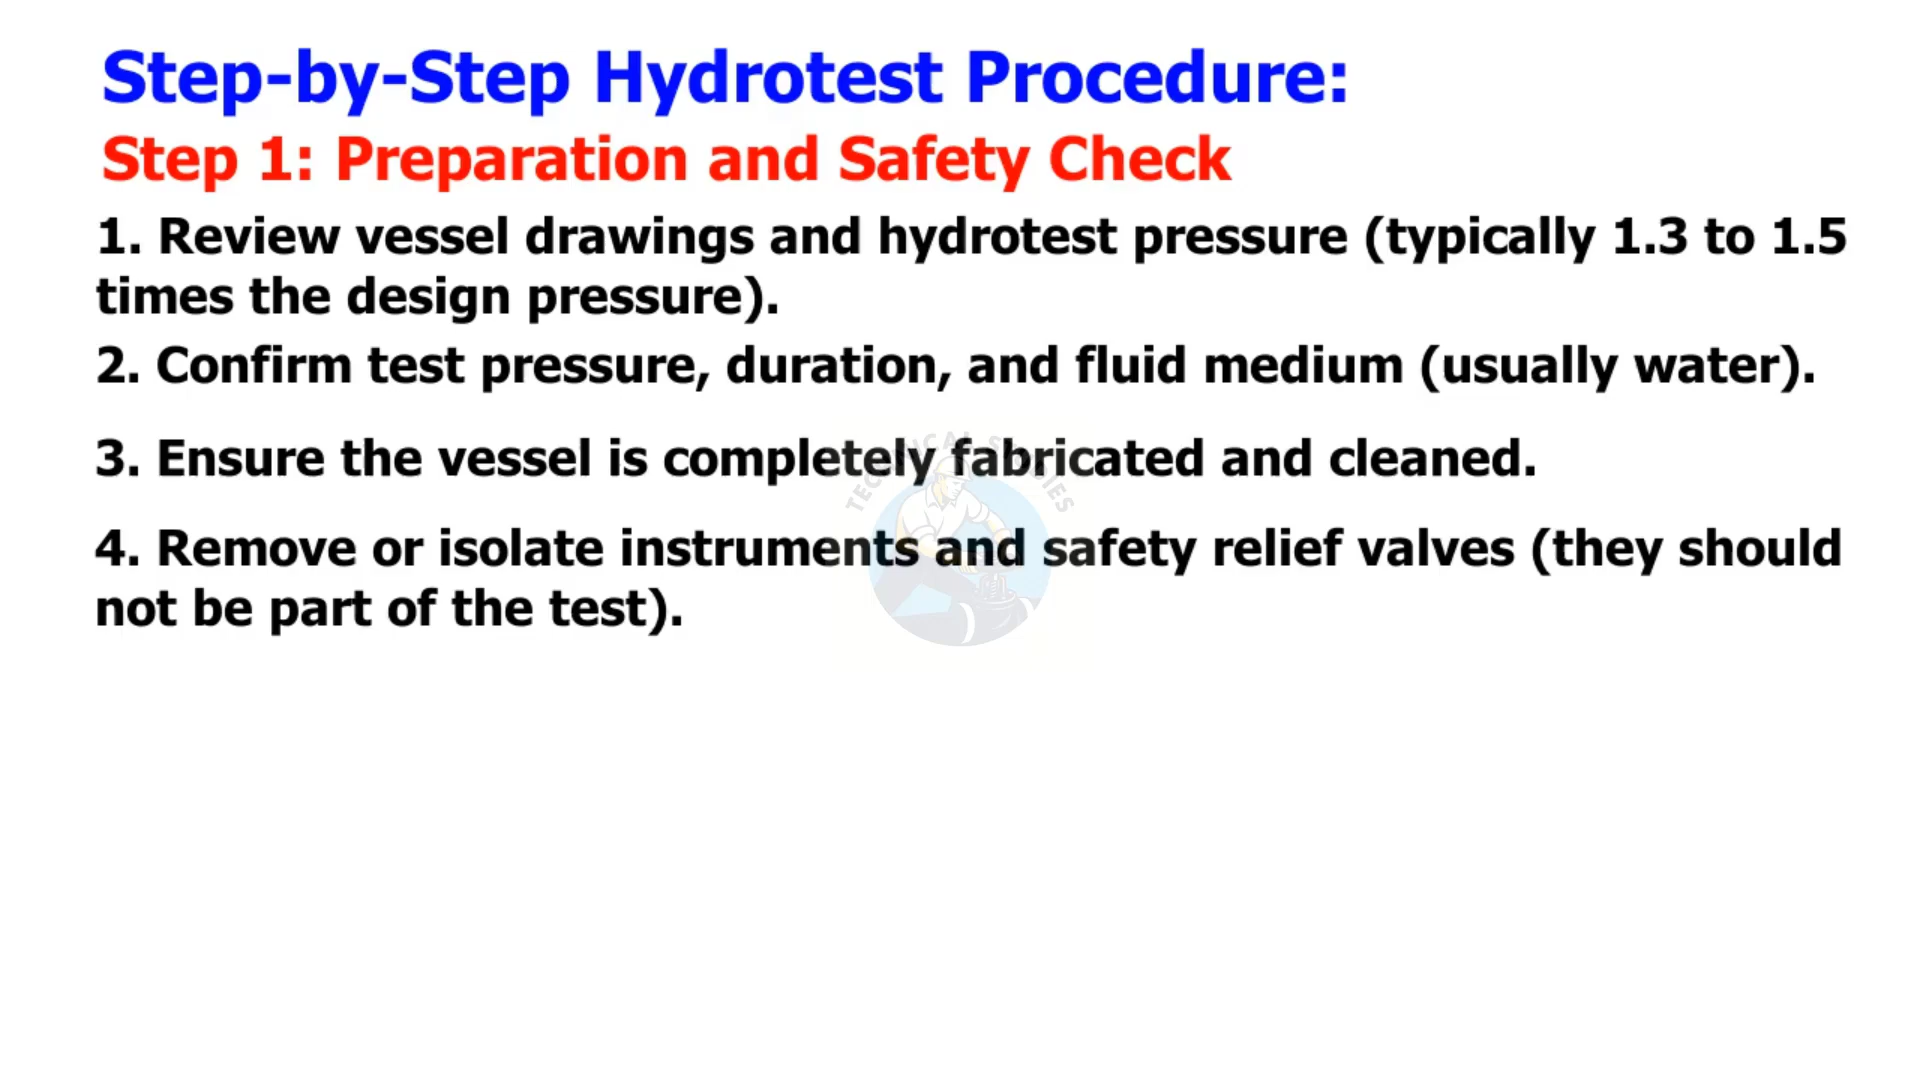 Step-by-Step Hydrotest Procedure:
Step 1: Preparation and Safety Check
1. Review vessel drawings and hydrotest pressure (typically 1.3 to 1.5
times the design pressure).
2. Confirm test pressure, duration, and fluid medium (usually water).
3. Ensure the vessel is completely fabricated and cleaned.
TECHNICAL STUDIES
4. Remove or isolate instruments and safety relief valves (they should
not be part of the test).